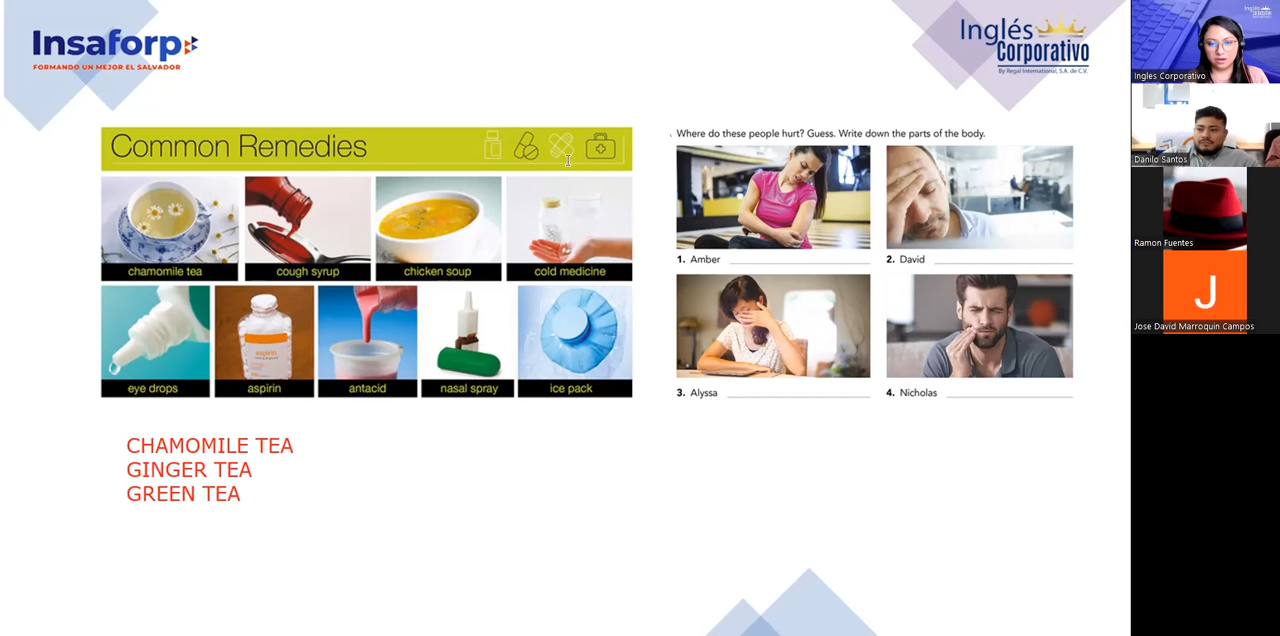 Insaforp
FORMANDO UN MEJOR EL SALVADOR
Inglés
Corporativo
By Regal International, S.A. de C.V.
Common Remedies
chamomile tea
cough syrup
chicken soup
cold medicine
eye drops
aspirin
antacid
nasal spray
ice pack
CHAMOMILE TEA
GINGER TEA
GREEN TEA
Where do these people hurt? Guess. Write down the parts of the body.
1. Amber
2. David
3. Alyssa
4. Nicholas
Ingles Corporativo
Danilo Santos
Ramon Fuentes
J
Jose David Marroquin Campos